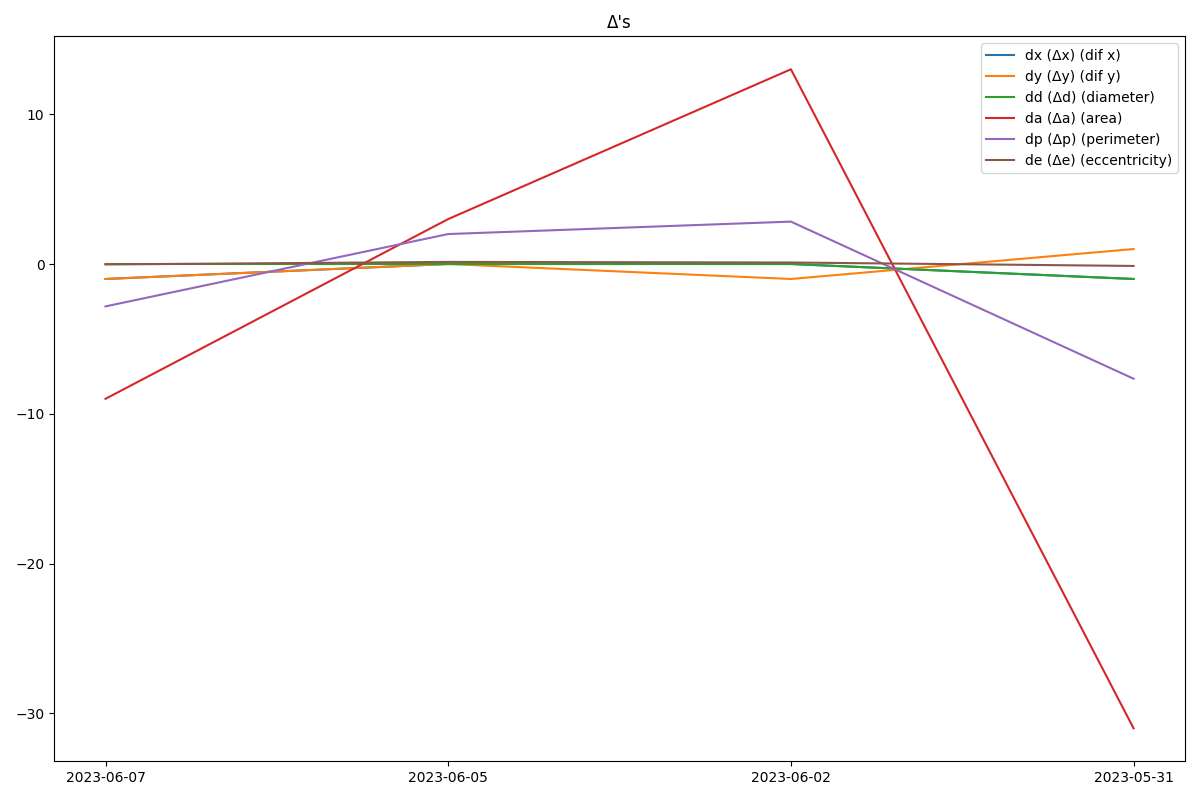 Δ's
dx (Δx) (dif x)
dy (Δy) (dif y)
dd (Δd) (diameter)
da (Δa) (area)
dp (Δp) (perimeter)
de (Δe) (eccentricity)
10
0
−10
−20
−30
2023-06-07 2023-06-05 2023-06-02 2023-05-31